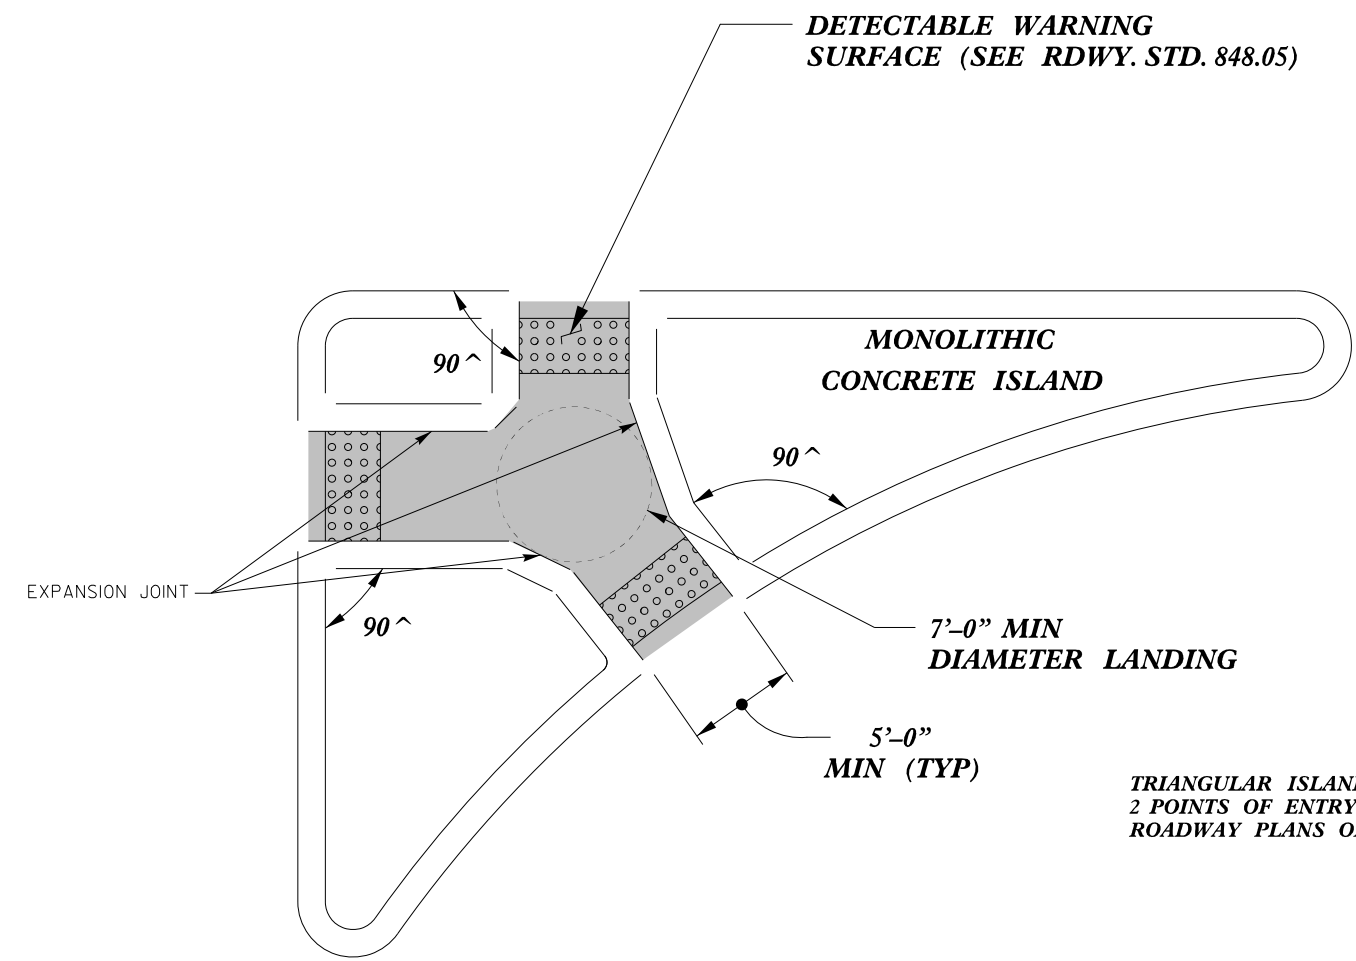 DETECTABLE WARNING
SURFACE (SEE RDWY. STD. 848.05)
MONOLITHIC
CONCRETE ISLAND
90^
90^
EXPANSION JOINT
90^
7'–0” MIN
DIAMETER LANDING
5'–0”
MIN (TYP)
TRIANGULAR
2 POINTS OF ENTRY
ROADWAY PLANS